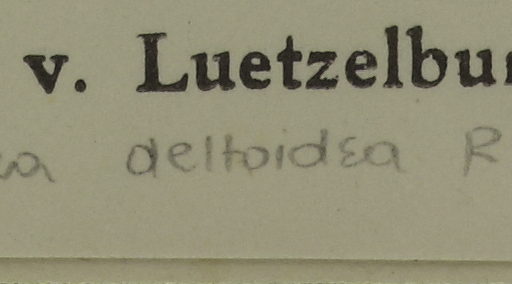 v. Luetzelbu
a deltoidea R